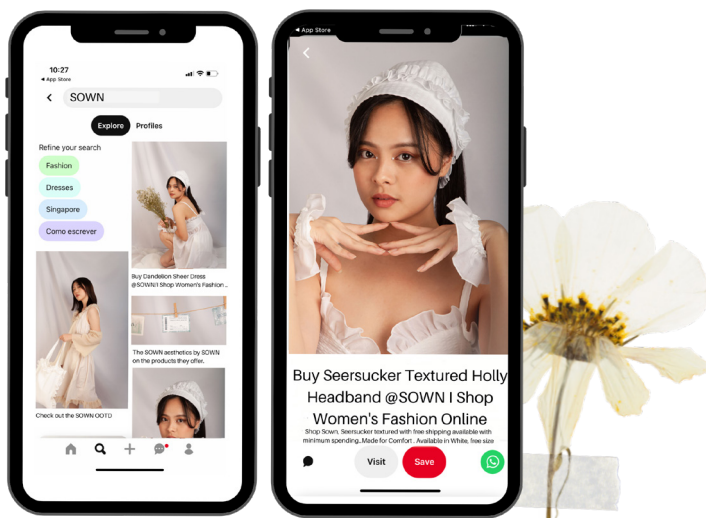 10:27
◀ App Store
SOWN
Explore
Profiles
Refine your search
Fashion
Dresses
Singapore
Como escrever
Buy Dandelion Sheer Dress
@SOWN I Shop Women's Fashion ..
The SOWN aesthetics by SOWN
on the products they offer.
Check out the SOWN OOTD
◀ App Store
Buy Seersucker Textured Holly
Headband @SOWN I Shop
Women's Fashion Online
Shop Sown, Seersucker textured with free shipping available with
minimum spending..Made for Comfort . Available in White, free size
Visit
Save